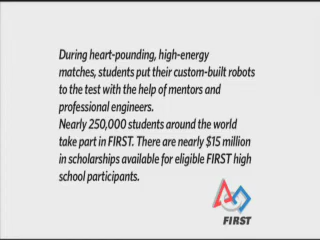 During heart-pounding, high-energy
matches, students put their custom-built robots
to the test with the help of mentors and
professional engineers.
Nearly 250,000 students around the world
take part in FIRST. There are nearly $15 million
in scholarships available for eligible FIRST high
school participants.
FIRST